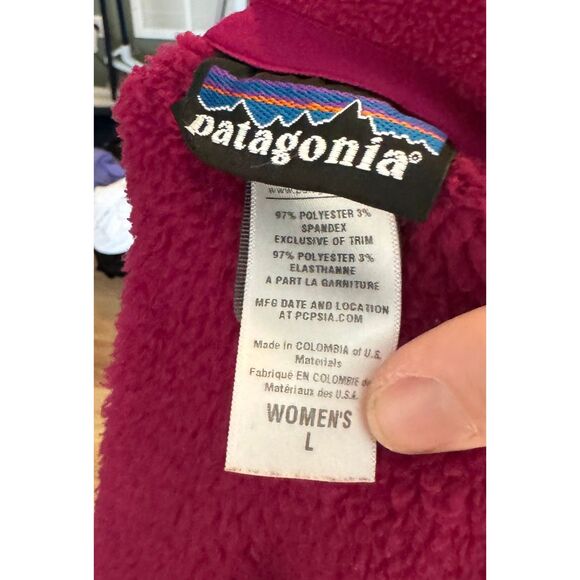 patagonia®
97% POLYESTER 3%
SPANDEX
EXCLUSIVE OF TRIM
97% POLYESTER 3%
ELASTHANNE
A PART LA GARNITURE
MFG DATE AND LOCATION
AT PCPSIA.COM
Made in COLOMBIA of U.S.
Materials
Fabriqué EN COLOMBIE de
Matériaux des U.S.A.
WOMEN'S
L